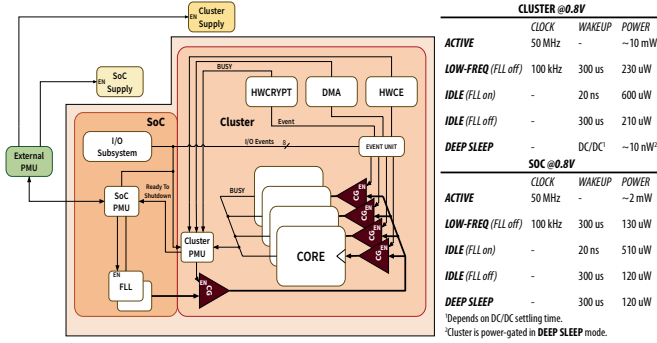 Cluster
Supply
EN
SoC
Supply
EN
External
PMU
SoC
Cluster
BUSY
HWCRYPT
DMA
HWCE
Event
I/O
Subsystem
I/O Events
8
EVENT UNIT
SoC
PMU
Ready To
Shutdown
BUSY
CG
EN
CG
EN
CG
EN
CG
EN
CORE
Cluster
PMU
EN
FLL
EN
CG
CLUSTER @0.8V
CLOCK WAKEUP POWER
ACTIVE 50 MHz - ~10 mW
LOW-FREQ (FLL off) 100 kHz 300 us 230 uW
IDLE (FLL on) - 20 ns 600 uW
IDLE (FLL off) - 300 us 210 uW
DEEP SLEEP - DC/DC¹ ~10 nW²
SOC @0.8V
CLOCK WAKEUP POWER
ACTIVE 50 MHz - ~2 mW
LOW-FREQ (FLL off) 100 kHz 300 us 130 uW
IDLE (FLL on) - 20 ns 510 uW
IDLE (FLL off) - 300 us 120 uW
DEEP SLEEP - 300 us 120 uW
¹Depends on DC/DC settling time.
²Cluster is power-gated in DEEP SLEEP mode.